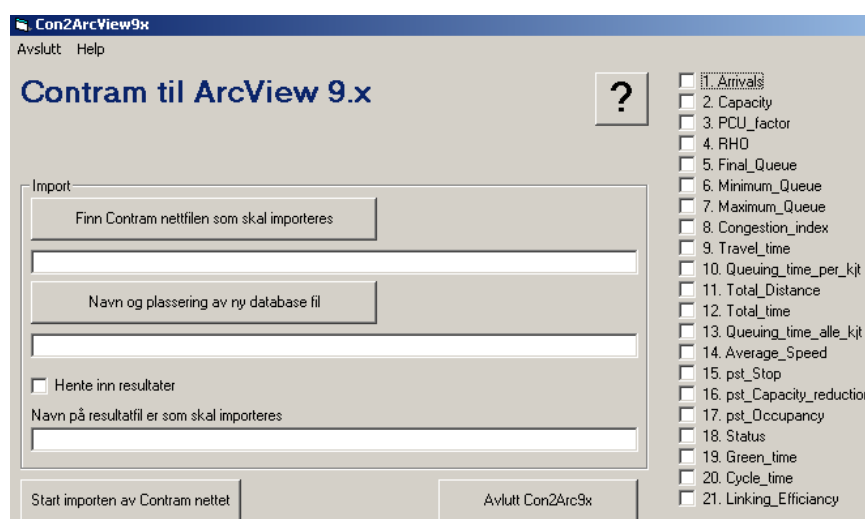 Con2ArcView9x
Avslutt Help
Contram til ArcView 9.x
?
Import
Finn Contram nettfilen som skal importeres
Navn og plassering av ny database fil
Hente inn resultater
Navn på resultatfil er som skal importeres
Start importen av Contram nettet
Avlutt Con2Arc9x
1. Arrivals
2. Capacity
3. PCU_factor
4. RHO
5. Final_Queue
6. Minimum_Queue
7. Maximum_Queue
8. Congestion_index
9. Travel_time
10. Queuing_time_per_kjt
11. Total_Distance
12. Total_time
13. Queuing_time_alle_kjt
14. Average_Speed
15. pst_Stop
16. pst_Capacity_reduction
17. pst_Occupancy
18. Status
19. Green_time
20. Cycle_time
21. Linking_Efficiancy